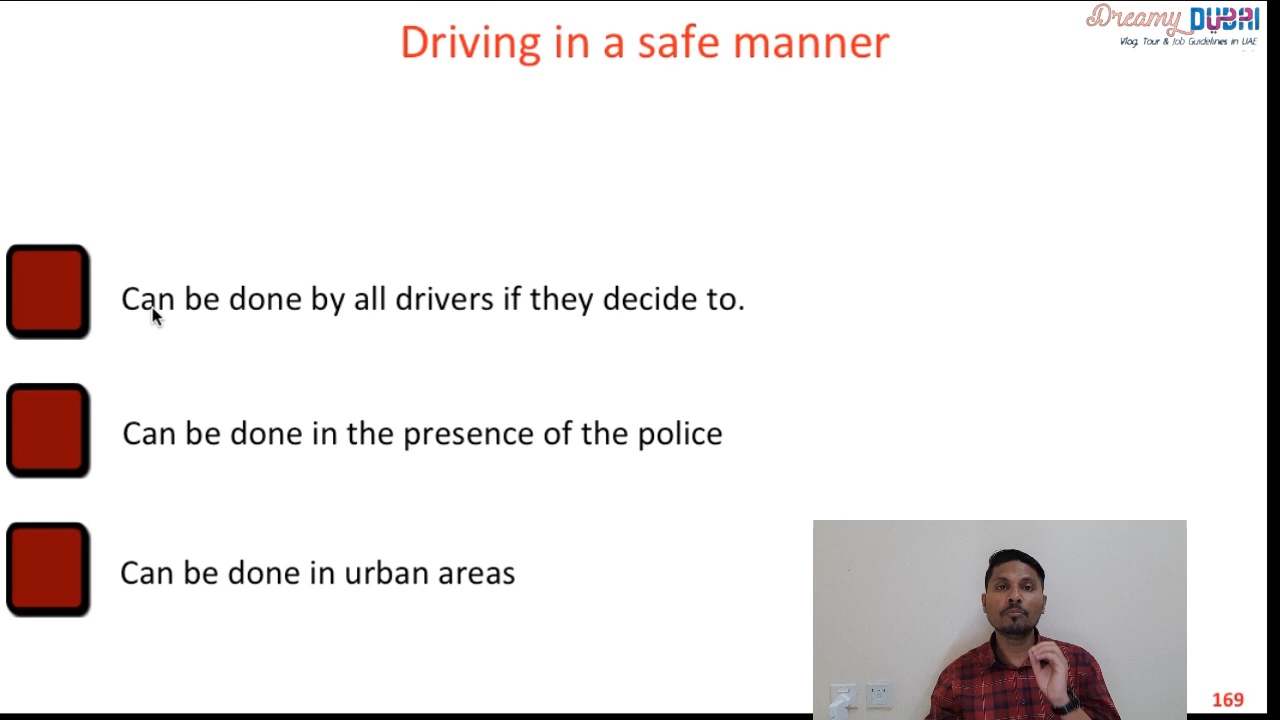 Driving in a safe manner
Dreamy DUBAI
Vlog, Tour & Job Guidelines in UAE
Can be done by all drivers if they decide to.
Can be done in the presence of the police
Can be done in urban areas
169